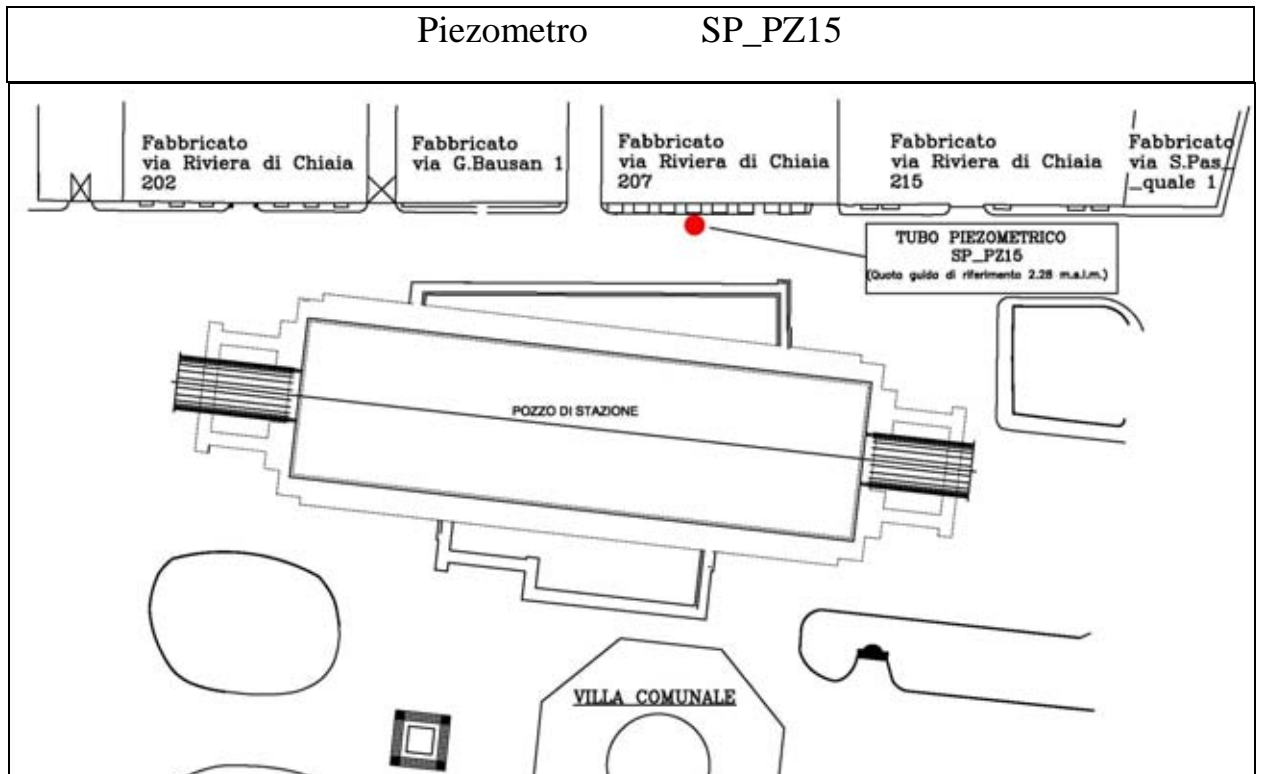 Piezometro SP_PZ15
Fabbricato
via Riviera di Chiaia
202
Fabbricato
via G.Bausan 1
Fabbricato
via Riviera di Chiaia
207
Fabbricato
via Riviera di Chiaia
215
Fabbricato
via S.Pas_
_quale 1
TUBO PIEZOMETRICO
SP_PZ15
(Quota guida di riferimento 2.28 m.s.l.m.)
POZZO DI STAZIONE
VILLA COMUNALE